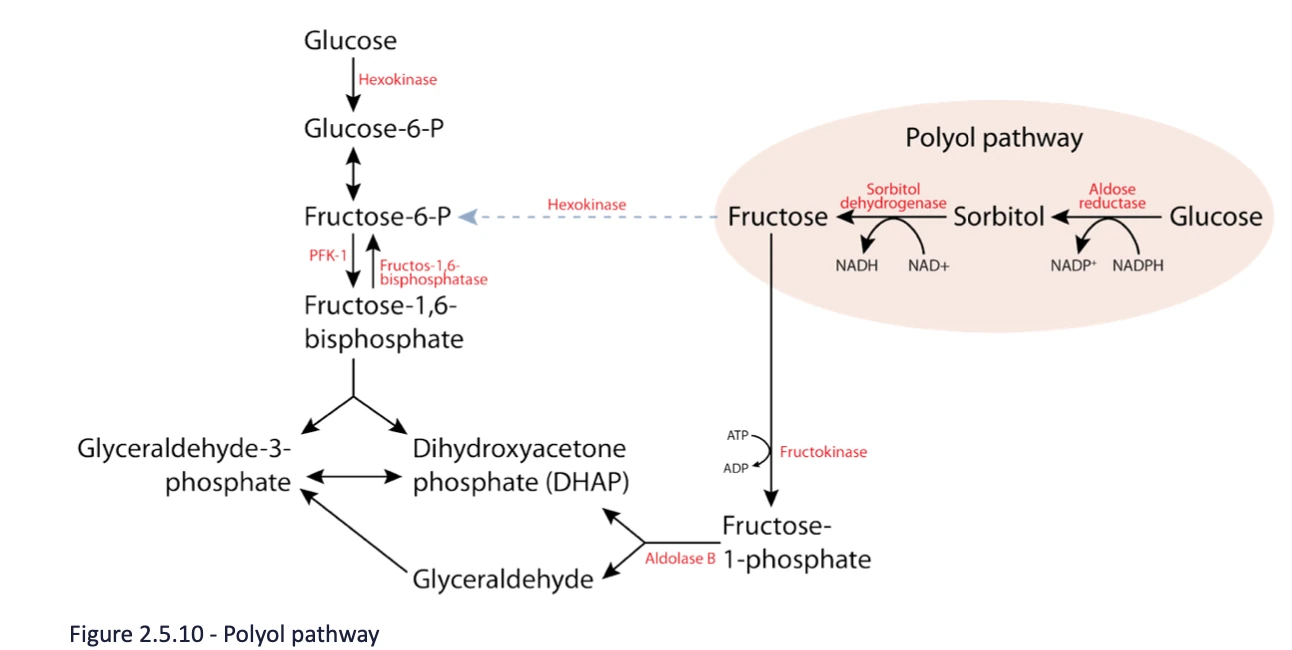 Glucose
Hexokinase
Glucose-6-P
Polyol pathway
Fructose-6-P
Hexokinase
Fructose
Sorbitol
dehydrogenase
Sorbitol
Aldose
reductase
Glucose
NADH
NAD+
NADP⁺
NADPH
PFK-1
Fructos-1,6-
bisphosphatase
Fructose-1,6-
bisphosphate
Glyceraldehyde-3-
phosphate
Dihydroxyacetone
phosphate (DHAP)
ATP
ADP
Fructokinase
Fructose-
1-phosphate
Aldolase B
Glyceraldehyde
Figure 2.5.10 - Polyol pathway